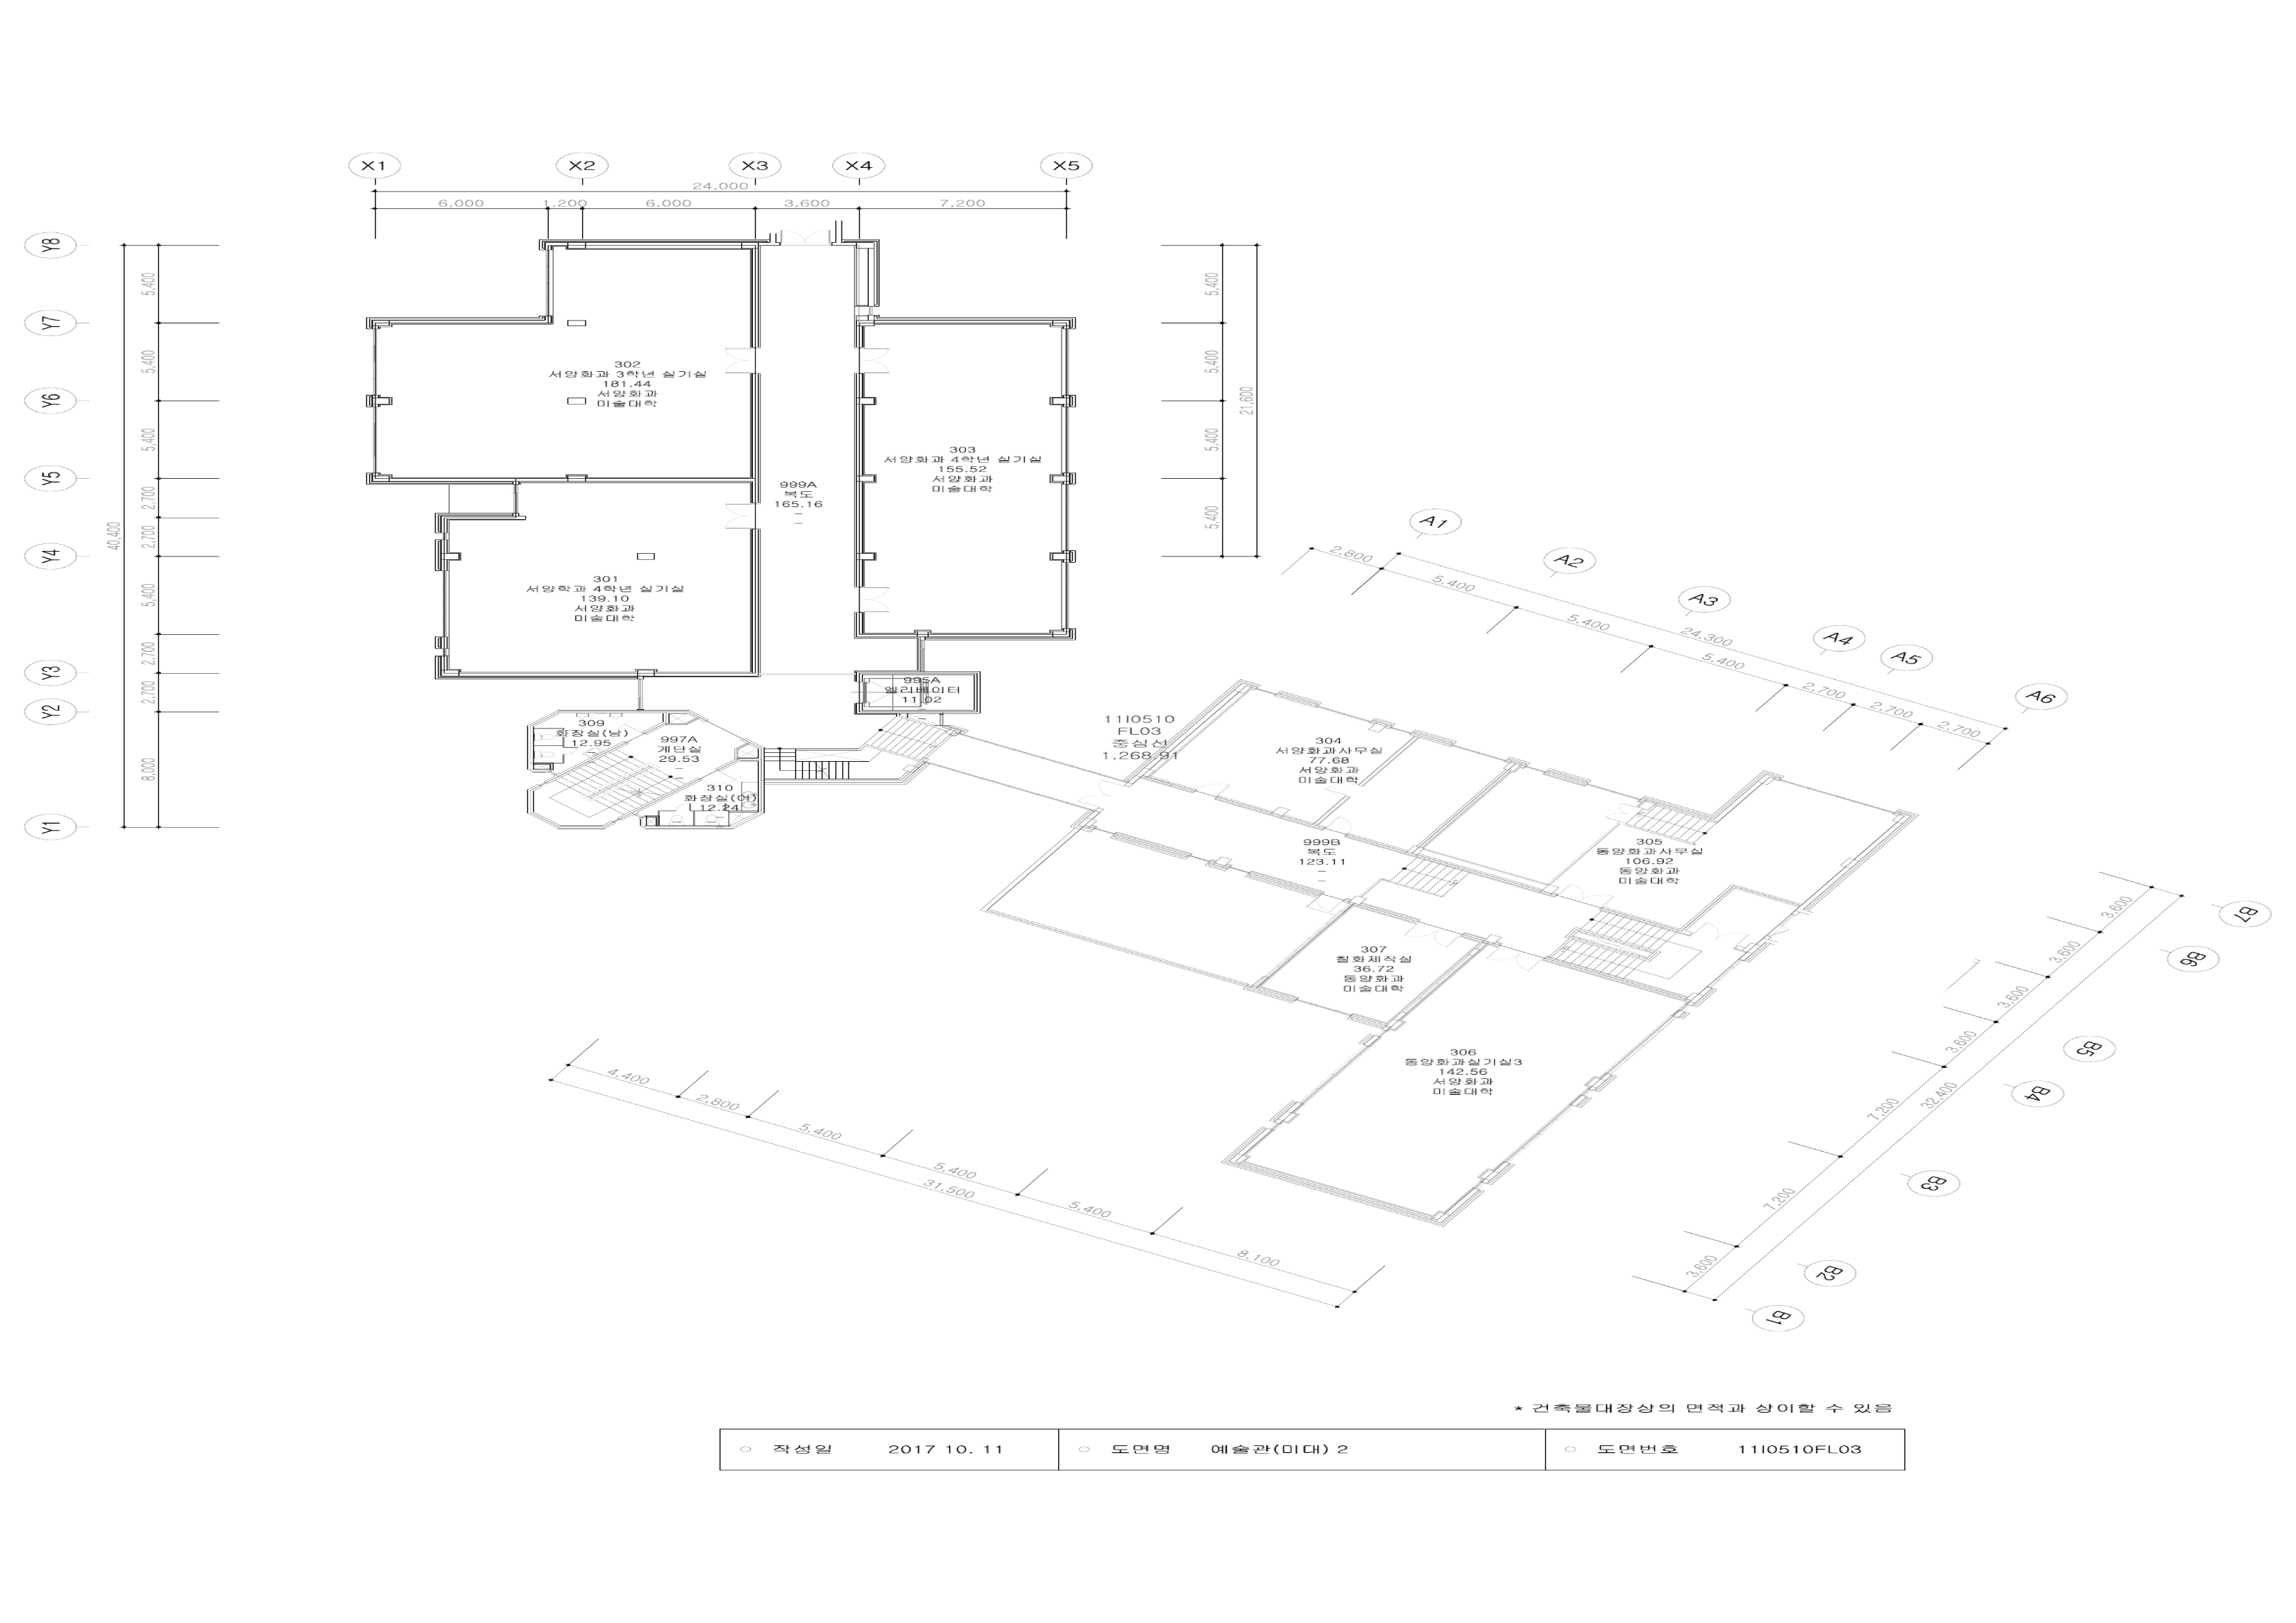 X1
X2
X3
X4
X5
24,000
6,000
1,200
6,000
3,600
7,200
Y8
Y7
Y6
Y5
Y4
Y3
Y2
Y1
5,400
5,400
5,400
2,700
2,700
5,400
2,700
2,700
8,000
40,400
5,400
5,400
5,400
5,400
21,600
302
서양화과 3학년 실기실
181.44
서양화과
미술대학
303
서양화과 4학년 실기실
155.52
서양화과
미술대학
999A
복도
165.16
301
서양학과 4학년 실기실
139.10
서양화과
미술대학
995A
엘리베이터
11.02
309
화장실(남)
12.95
997A
계단실
29.53
310
화장실(여)
12.24
11I0510
FL03
중심선
1.268.91
A1
A2
A3
A4
A5
A6
2,800
5,400
5,400
24,300
5,400
2,700
2,700
2,700
304
서양화과사무실
77.68
서양화과
미술대학
999B
복도
123.11
305
동양화과사무실
106.92
동양화과
미술대학
307
칠화제작실
36.72
동양화과
미술대학
306
동양화과실기실3
142.56
서양화과
미술대학
B7
B6
B5
B4
B3
B2
B1
3,600
3,600
3,600
3,600
7,200
32,400
7,200
3,600
4,400
2,800
5,400
5,400
31,500
5,400
8,100
* 건축물대장상의 면적과 상이할 수 있음
작성일 2017 10. 11 도면명 예술관(미대) 2 도면번호 11I0510FL03